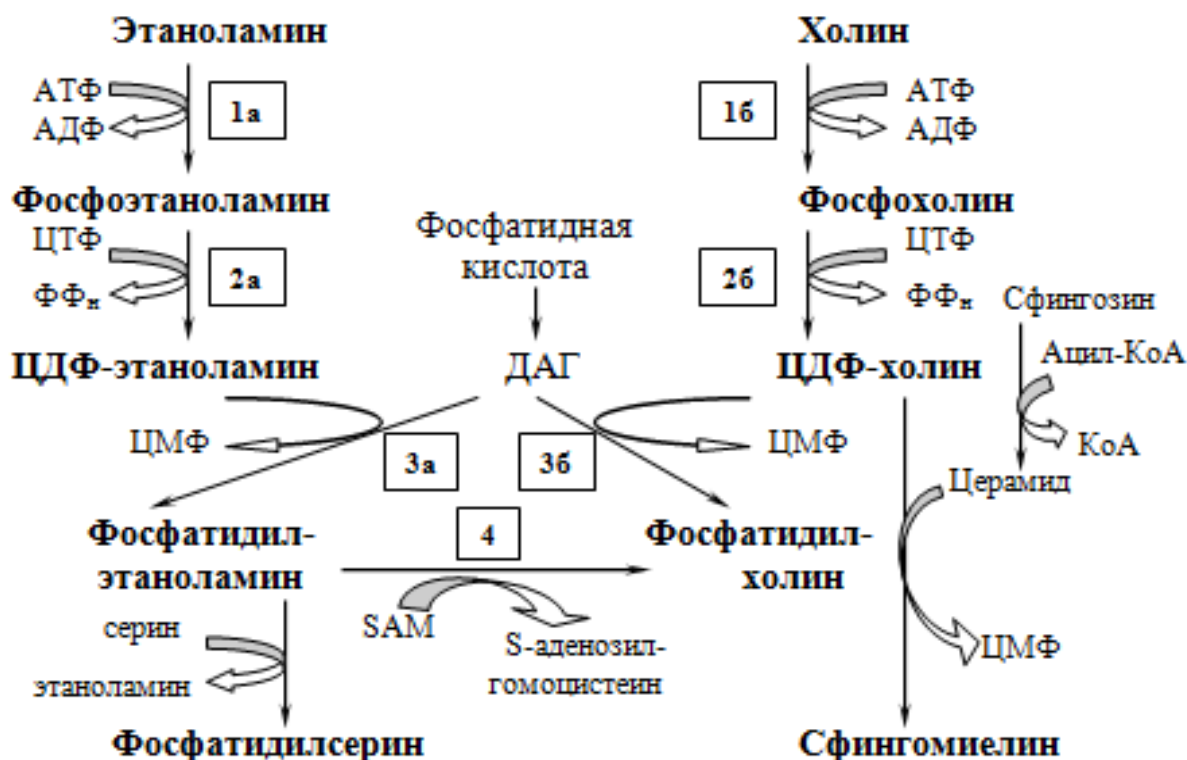 Этаноламин
Холин
АТФ
АДФ
1а
1б
АТФ
АДФ
Фосфоэтаноламин
Фосфохолин
ЦТФ
ФФн
2а
Фосфатидная
кислота
2б
ЦТФ
ФФн
Сфингозин
ЦДФ-этаноламин
ДАГ
ЦДФ-холин
Ацил-КоА
КоА
ЦМФ
3а
3б
ЦМФ
Церамид
Фосфатидил-
этаноламин
4
Фосфатидил-
холин
серин
этаноламин
SAM
S-аденозил-
гомоцистеин
ЦМФ
Фосфатидилсерин
Сфингомиелин